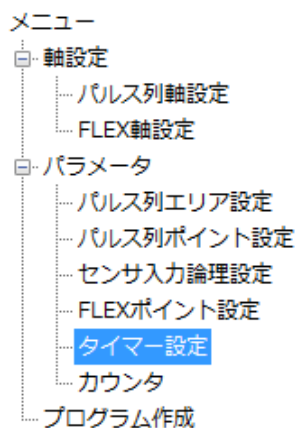 メニュー
軸設定
パルス列軸設定
FLEX軸設定
パラメータ
パルス列エリア設定
パルス列ポイント設定
センサ入力論理設定
FLEXポイント設定
タイマー設定
カウンタ
プログラム作成